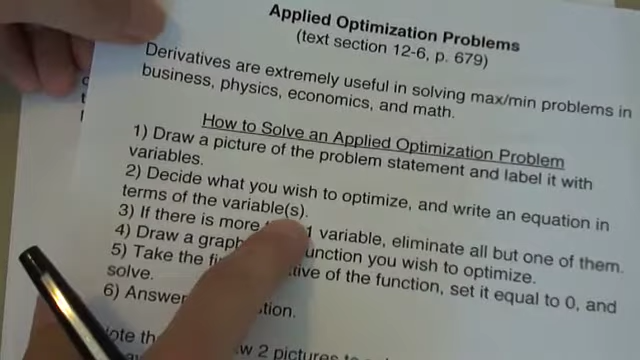 Applied Optimization Problems
(text section 12-6, p. 679)
Derivatives are extremely useful in solving max/min problems in
business, physics, economics, and math.
How to Solve an Applied Optimization Problem
1) Draw a picture of the problem statement and label it with
variables.
2) Decide what you wish to optimize, and write an equation in
terms of the variable(s).
3) If there is more 1 variable, eliminate all but one of them.
4) Draw a graph function you wish to optimize.
5) Take the of the function, set it equal to 0, and
solve.
6) Answer
2 pictures